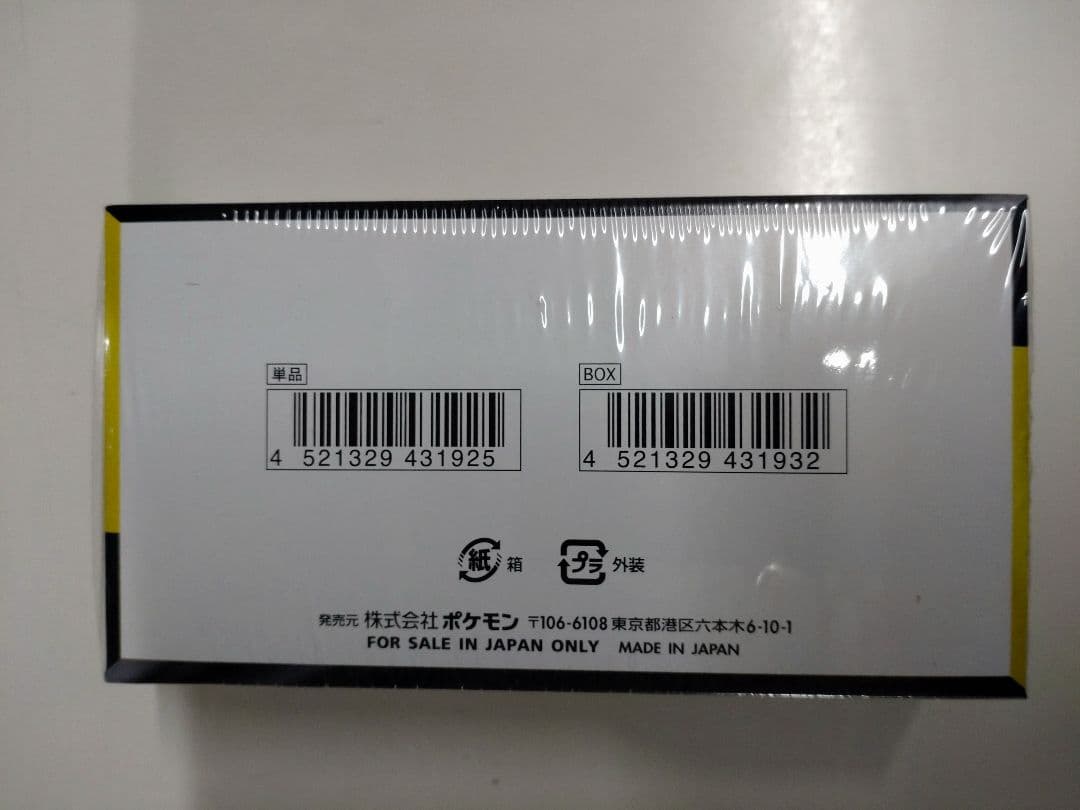 単品
BOX
4 521329 431925
4 521329 431932
紙 箱 プラ 外装
発売元 株式会社ポケモン 〒106-6108 東京都港区六本木6-10-1
FOR SALE IN JAPAN ONLY MADE IN JAPAN